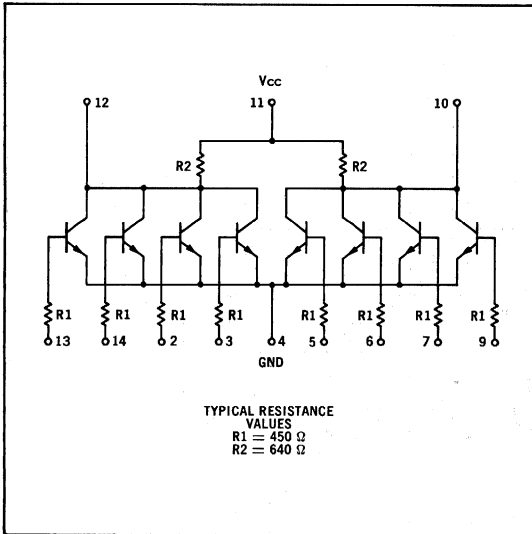 Vcc
12 11 10
R2 R2
R1 R1 R1 R1 R1 R1 R1 R1
13 14 2 3 4 5 6 7 9
GND
TYPICAL RESISTANCE
VALUES
R1 = 450 Ω
R2 = 640 Ω